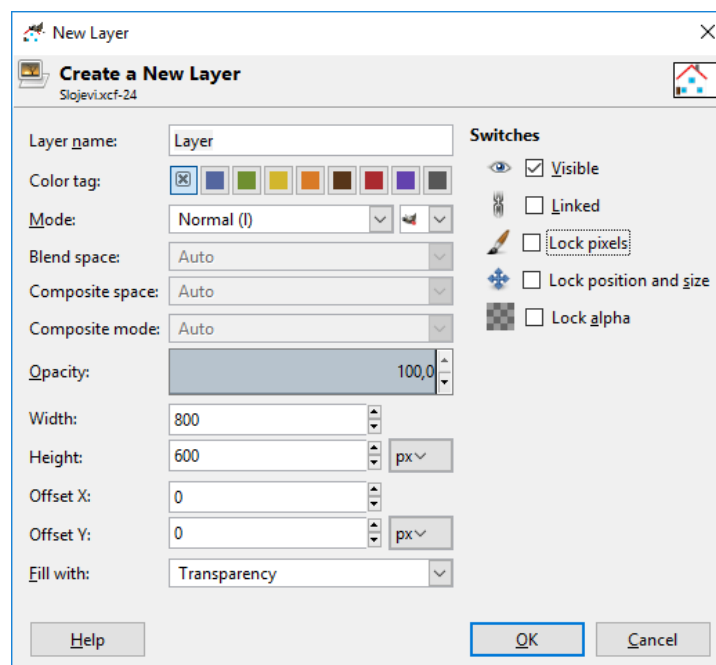 New Layer
Create a New Layer
Slojevi.xcf-24
Layer name: Layer
Color tag:
Mode: Normal (l)
Blend space: Auto
Composite space: Auto
Composite mode: Auto
Opacity: 100,0
Width: 800
Height: 600 px
Offset X: 0
Offset Y: 0 px
Fill with: Transparency
Switches
Visible
Linked
Lock pixels
Lock position and size
Lock alpha
Help
OK
Cancel